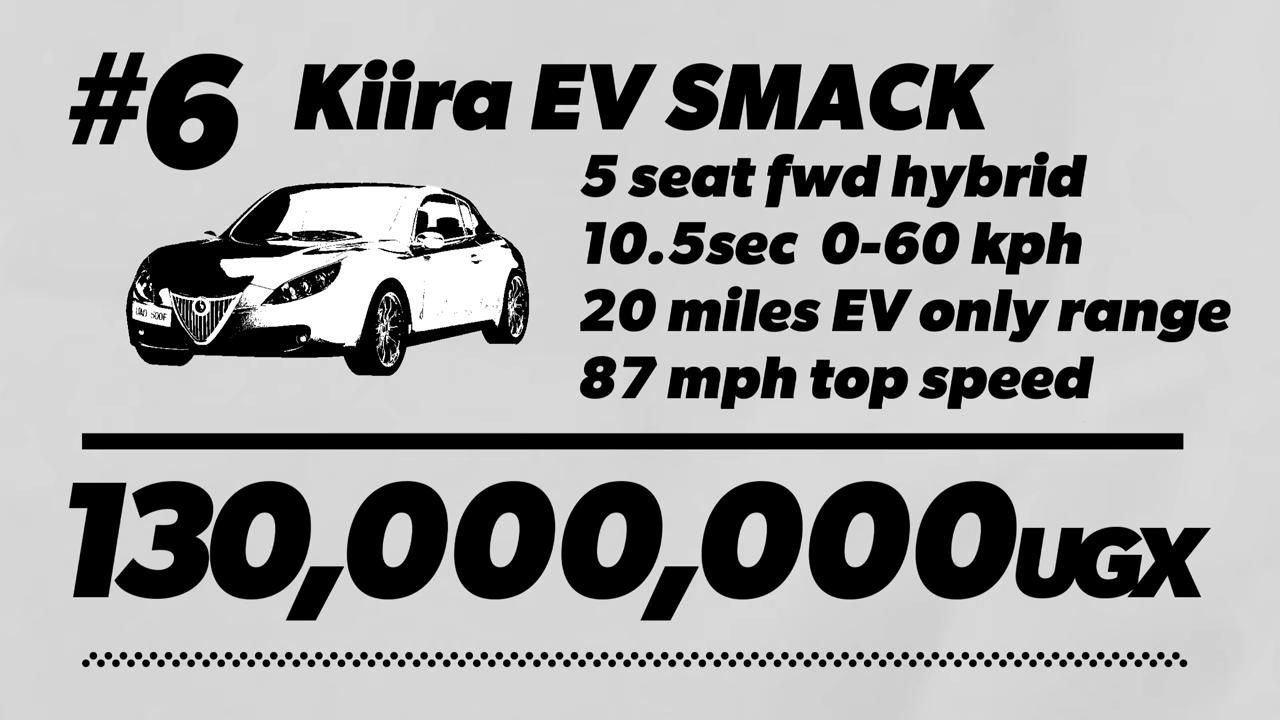 #6 Kiira EV SMACK
5 seat fwd hybrid
10.5sec 0-60 kph
20 miles EV only range
87 mph top speed
130,000,000UGX